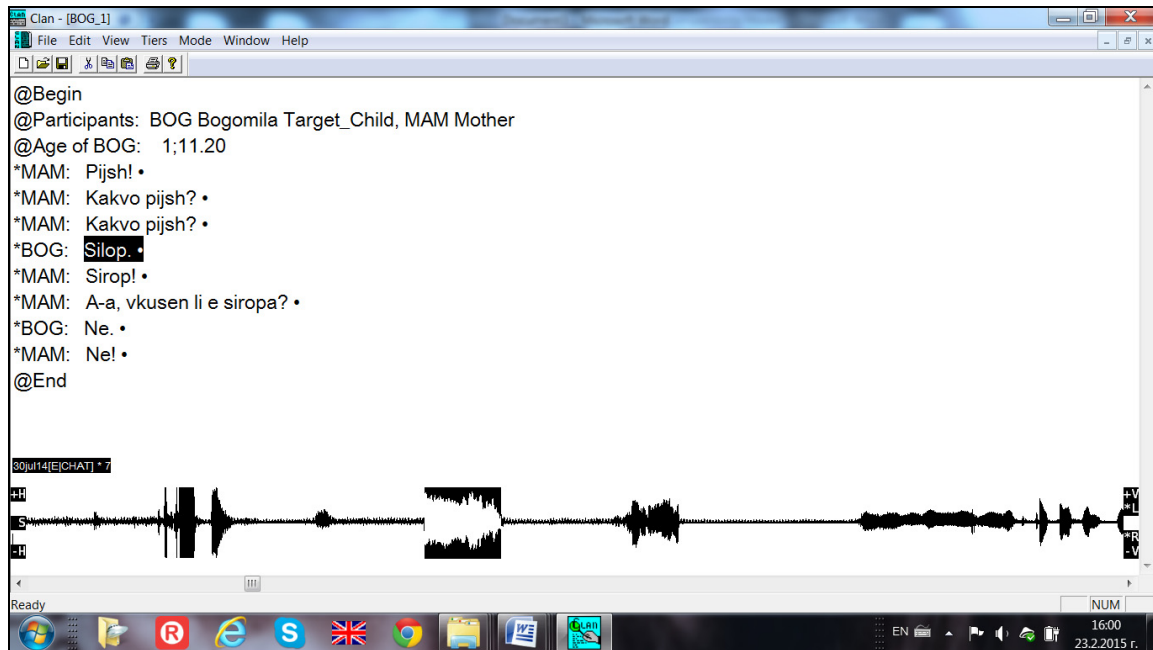 Clan - [BOG_1]
File Edit View Tiers Mode Window Help
@Begin
@Participants: BOG Bogomila Target_Child, MAM Mother
@Age of BOG: 1;11.20
*MAM: Pijsh! •
*MAM: Kakvo pijsh? •
*MAM: Kakvo pijsh? •
*BOG: Silop. •
*MAM: Sirop! •
*MAM: A-a, vkusen li e siropa? •
*BOG: Ne. •
*MAM: Ne! •
@End
30jul14[E|CHAT] * 7
+H +V
S *L
-H *R
-V
Ready NUM
EN 16:00
23.2.2015 г.